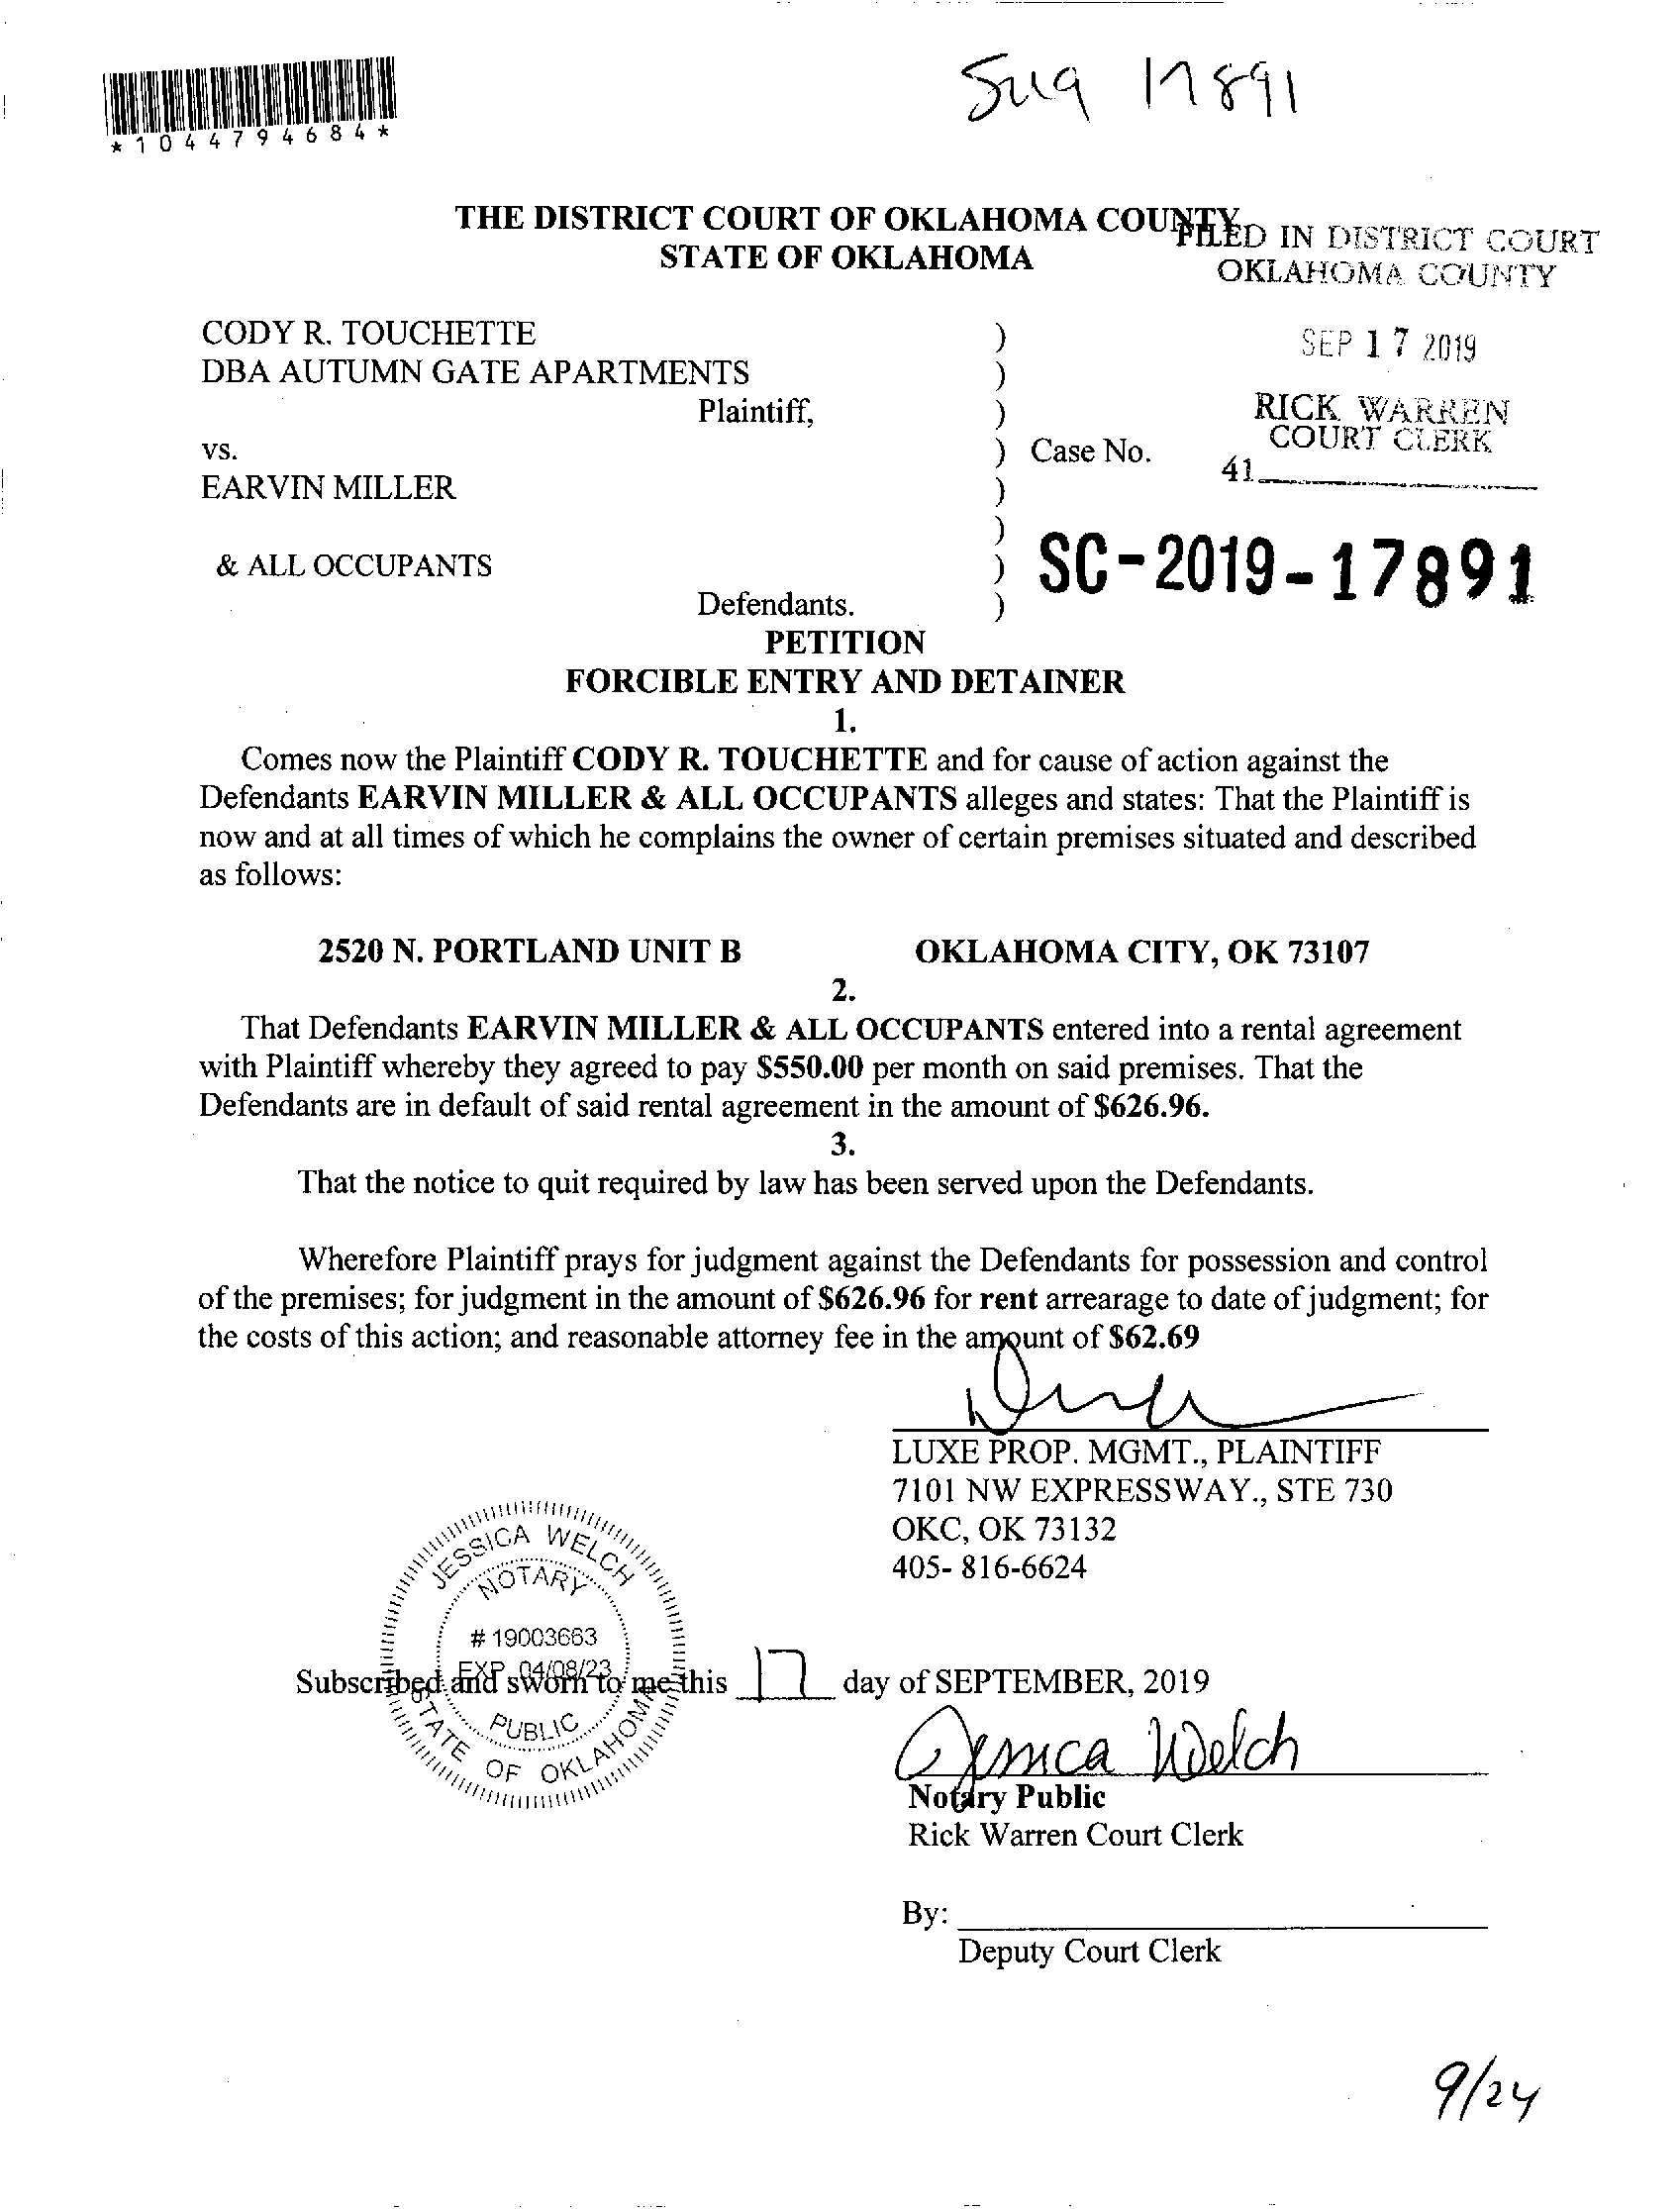 SC19 17891
*1044794684*
THE DISTRICT COURT OF OKLAHOMA COUNTY
STATE OF OKLAHOMA
FILED IN DISTRICT COURT
OKLAHOMA COUNTY
SEP 17 2019
RICK WARREN
COURT CLERK
41
CODY R. TOUCHETTE )
DBA AUTUMN GATE APARTMENTS )
Plaintiff, )
vs. ) Case No.
EARVIN MILLER )
)
& ALL OCCUPANTS ) SC-2019-17891
Defendants. )
PETITION
FORCIBLE ENTRY AND DETAINER
1.
Comes now the Plaintiff CODY R. TOUCHETTE and for cause of action against the
Defendants EARVIN MILLER & ALL OCCUPANTS alleges and states: That the Plaintiff is
now and at all times of which he complains the owner of certain premises situated and described
as follows:
2520 N. PORTLAND UNIT B OKLAHOMA CITY, OK 73107
2.
That Defendants EARVIN MILLER & ALL OCCUPANTS entered into a rental agreement
with Plaintiff whereby they agreed to pay $550.00 per month on said premises. That the
Defendants are in default of said rental agreement in the amount of $626.96.
3.
That the notice to quit required by law has been served upon the Defendants.
Wherefore Plaintiff prays for judgment against the Defendants for possession and control
of the premises; for judgment in the amount of $626.96 for rent arrearage to date of judgment; for
the costs of this action; and reasonable attorney fee in the amount of $62.69
LUXE PROP. MGMT., PLAINTIFF
7101 NW EXPRESSWAY., STE 730
OKC, OK 73132
405- 816-6624
JESSICA WELCH
NOTARY
# 19003663
EXP 04/08/23
PUBLIC
STATE OF OKLAHOMA
Subscribed and sworn to me this 17 day of SEPTEMBER, 2019
Jessica Welch
Notary Public
Rick Warren Court Clerk
By:
Deputy Court Clerk
9/24